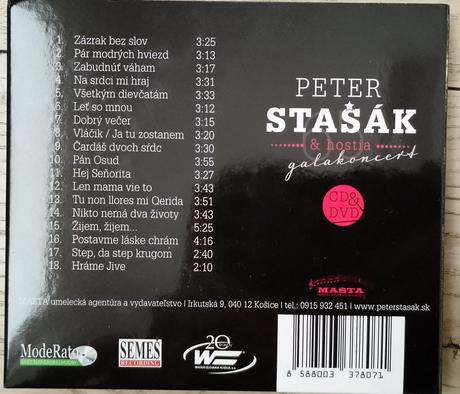 1. Zázrak bez slov 3:25
2. Pár modrých hviezd 3:13
3. Zabudnúť váham 3:17
4. Na srdci mi hraj 3:31
5. Všetkým dievčatám 3:33
6. Leť so mnou 3:12
7. Dobrý večer 3:15
8. Vláčik / Ja tu zostanem 3:20
9. Čardáš dvoch sŕdc 3:30
10. Pán Osud 3:55
11. Hej Señorita 3:27
12. Len mama vie to 3:43
13. Tu non llores mi Qerida 3:51
14. Nikto nemá dva životy 3:43
15. Žijem, žijem... 5:25
16. Postavme láske chrám 4:16
17. Step, da step krugom 2:40
18. Hráme Jive 2:10
PETER
STAŠÁK
& hostia
galakoncert
CD&
DVD
MASTA
MASTA umelecká agentúra a vydavateľstvo | Irkutská 9, 040 12 Košice | tel.: 0915 932 451 | www.peterstasak.sk
ModeRato
SEMEŠ
RECORDING
20
8 588003 378071